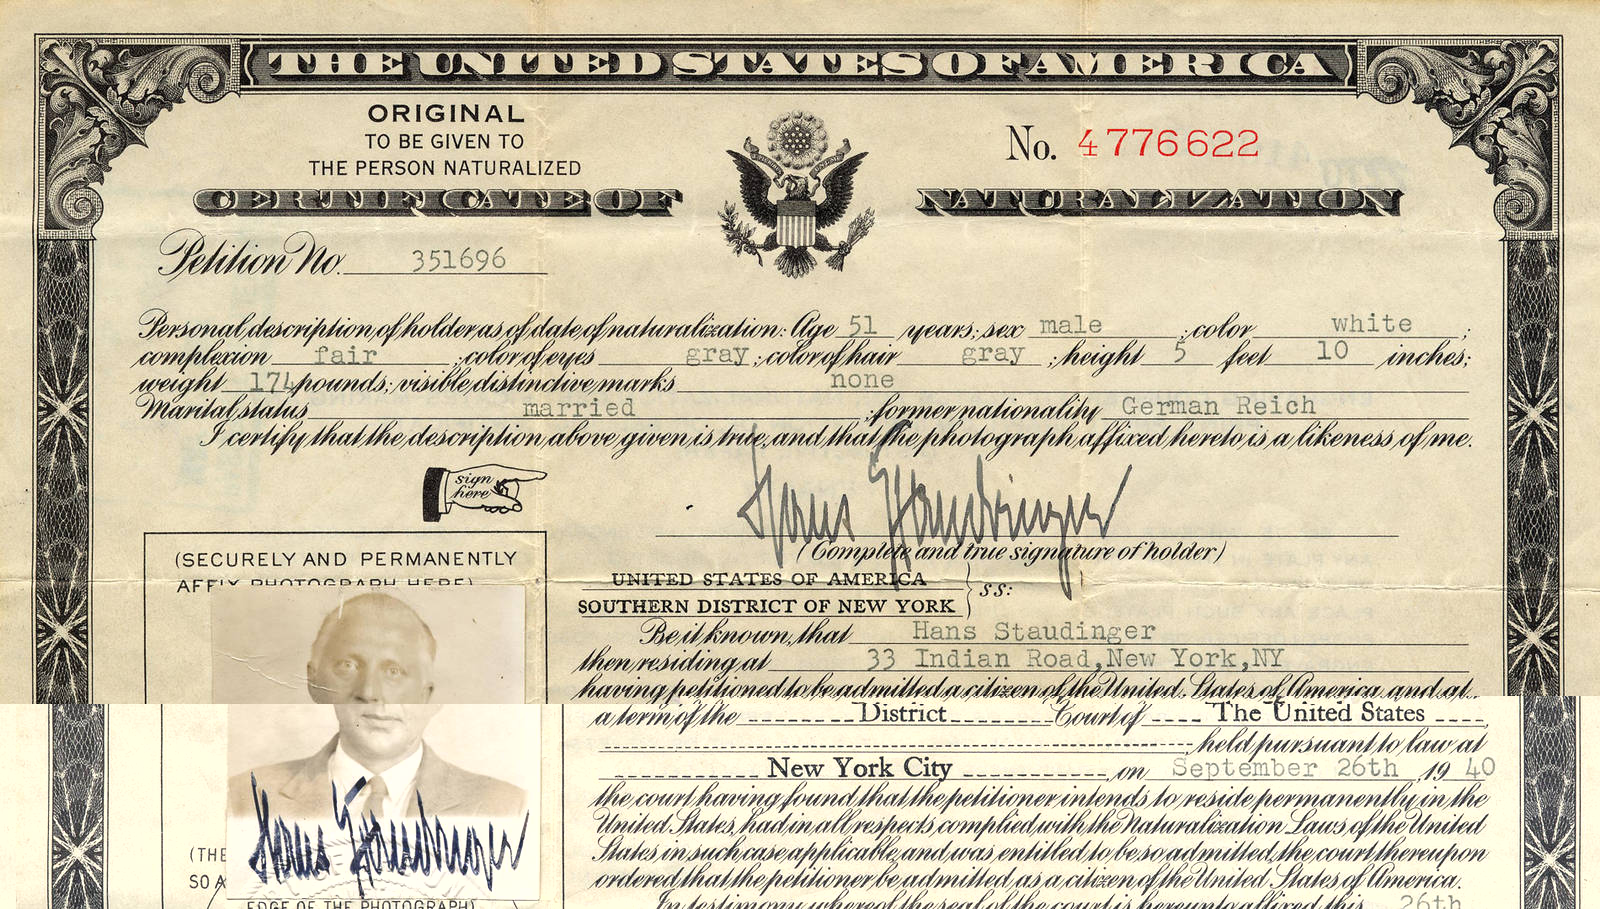 THE UNITED STATES OF AMERICA
ORIGINAL
TO BE GIVEN TO
THE PERSON NATURALIZED
No. 4776622
CERTIFICATE OF NATURALIZATION
Petition No. 351696
Personal description of holder as of date of naturalization: Age 51 years; sex male ; color white ;
complexion fair ; color of eyes gray ; color of hair gray ; height 5 feet 10 inches;
weight 174 pounds; visible distinctive marks none
Marital status married ; former nationality German Reich
I certify that the description above given is true, and that the photograph affixed hereto is a likeness of me.
sign
here
Hans Staudinger
(Complete and true signature of holder)
(SECURELY AND PERMANENTLY
AFFIX PHOTOGRAPH HERE)
UNITED STATES OF AMERICA
SOUTHERN DISTRICT OF NEW YORK
ss:
Be it known, that Hans Staudinger
then residing at 33 Indian Road, New York, NY
having petitioned to be admitted a citizen of the United States of America, and at
a term of the District Court of The United States
held pursuant to law at
New York City on September 26th 19 40
the court having found that the petitioner intends to reside permanently in the
United States, had in all respects complied with the Naturalization Laws of the United
States in such case applicable, and was entitled to be so admitted, the court thereupon
ordered that the petitioner be admitted as a citizen of the United States of America.
Hans Staudinger
(THE
SO A
EDGE OF THE PHOTOGRAPH)
In testimony whereof the seal of the court is hereunto affixed this 26th